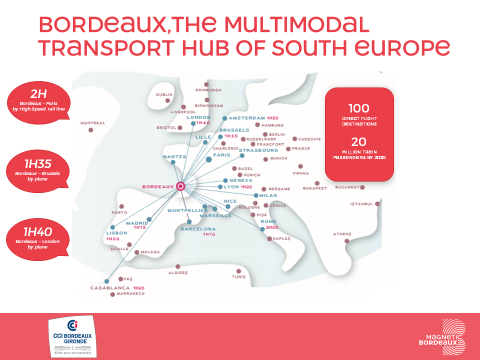 BORDEAUX,THE MULTIMODAL
TRANSPORT HUB OF SOUTH EUROPE
2H
Bordeaux - Paris
by high-Speed rail line
1H35
Bordeaux - Brussels
by plane
1H40
Bordeaux - London
by plane
100
DIRECT FLIGHT
DESTINATIONS
20
MILLION TRAIN
PASSENGERS BY 2020
EDINBURGH
DUBLIN
LIVERPOOL
BIRMINGHAM
MONTREAL
BRISTOL
LONDON
1H40
AMSTERDAM 1H50
HAMBURG
BRUSSELS
1H35
BERLIN
LILLE
DUSSELDORF
VARSOVIE
CHARLEROI
FRANCFORT
PRAGUE
NANTES
PARIS
STRASBOURG
MUNICH
BASEL
VIENNA
ZURICH
BORDEAUX
GENEVA
LYON 1H20
BERGAME
BUDAPEST
BUCHAREST
MILAN
NICE
BOLOGNE
VENICE
ISTANBUL
PORTO
MONTPELLIER
MARSEILLE
PISA
MADRID
1H15
ROME
BARCELONA
1H10
LISBON
NAPLES
ATHENS
SEVILLE
MALAGA
ALGIERS
TUNIS
FES
CASABLANCA 1H50
MARRAKECH
CCI BORDEAUX
GIRONDE
MAGNETIC
BORDEAUX